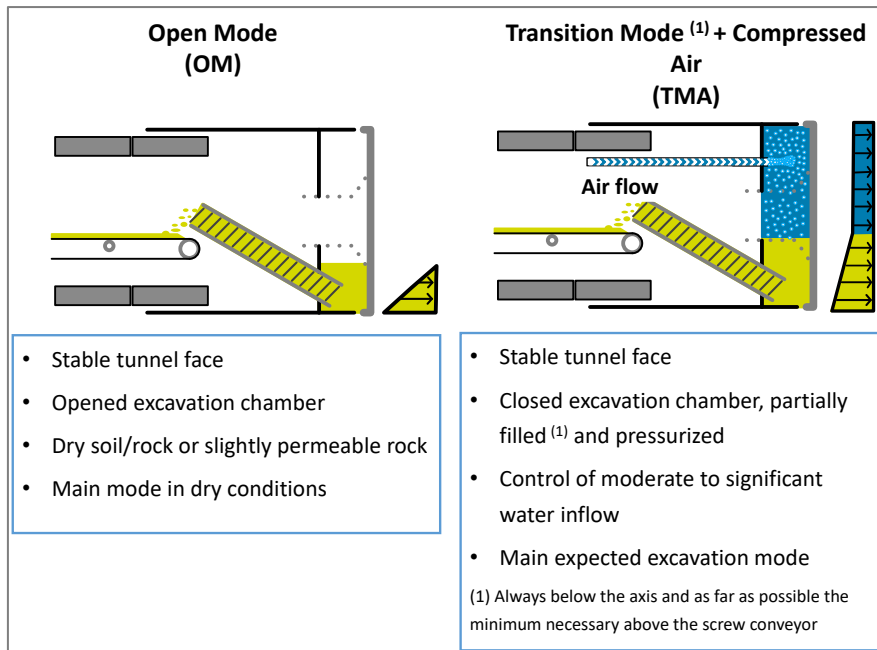 Open Mode
(OM)
Transition Mode (1) + Compressed
Air
(TMA)
Air flow
• Stable tunnel face
• Opened excavation chamber
• Dry soil/rock or slightly permeable rock
• Main mode in dry conditions
• Stable tunnel face
• Closed excavation chamber, partially
filled (1) and pressurized
• Control of moderate to significant
water inflow
• Main expected excavation mode
(1) Always below the axis and as far as possible the
minimum necessary above the screw conveyor